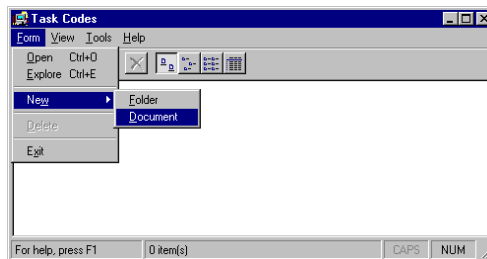 Task Codes
Form View Tools Help
Open Ctrl+O
Explore Ctrl+E
New
Folder
Document
Delete
Exit
For help, press F1 0 item(s) CAPS NUM